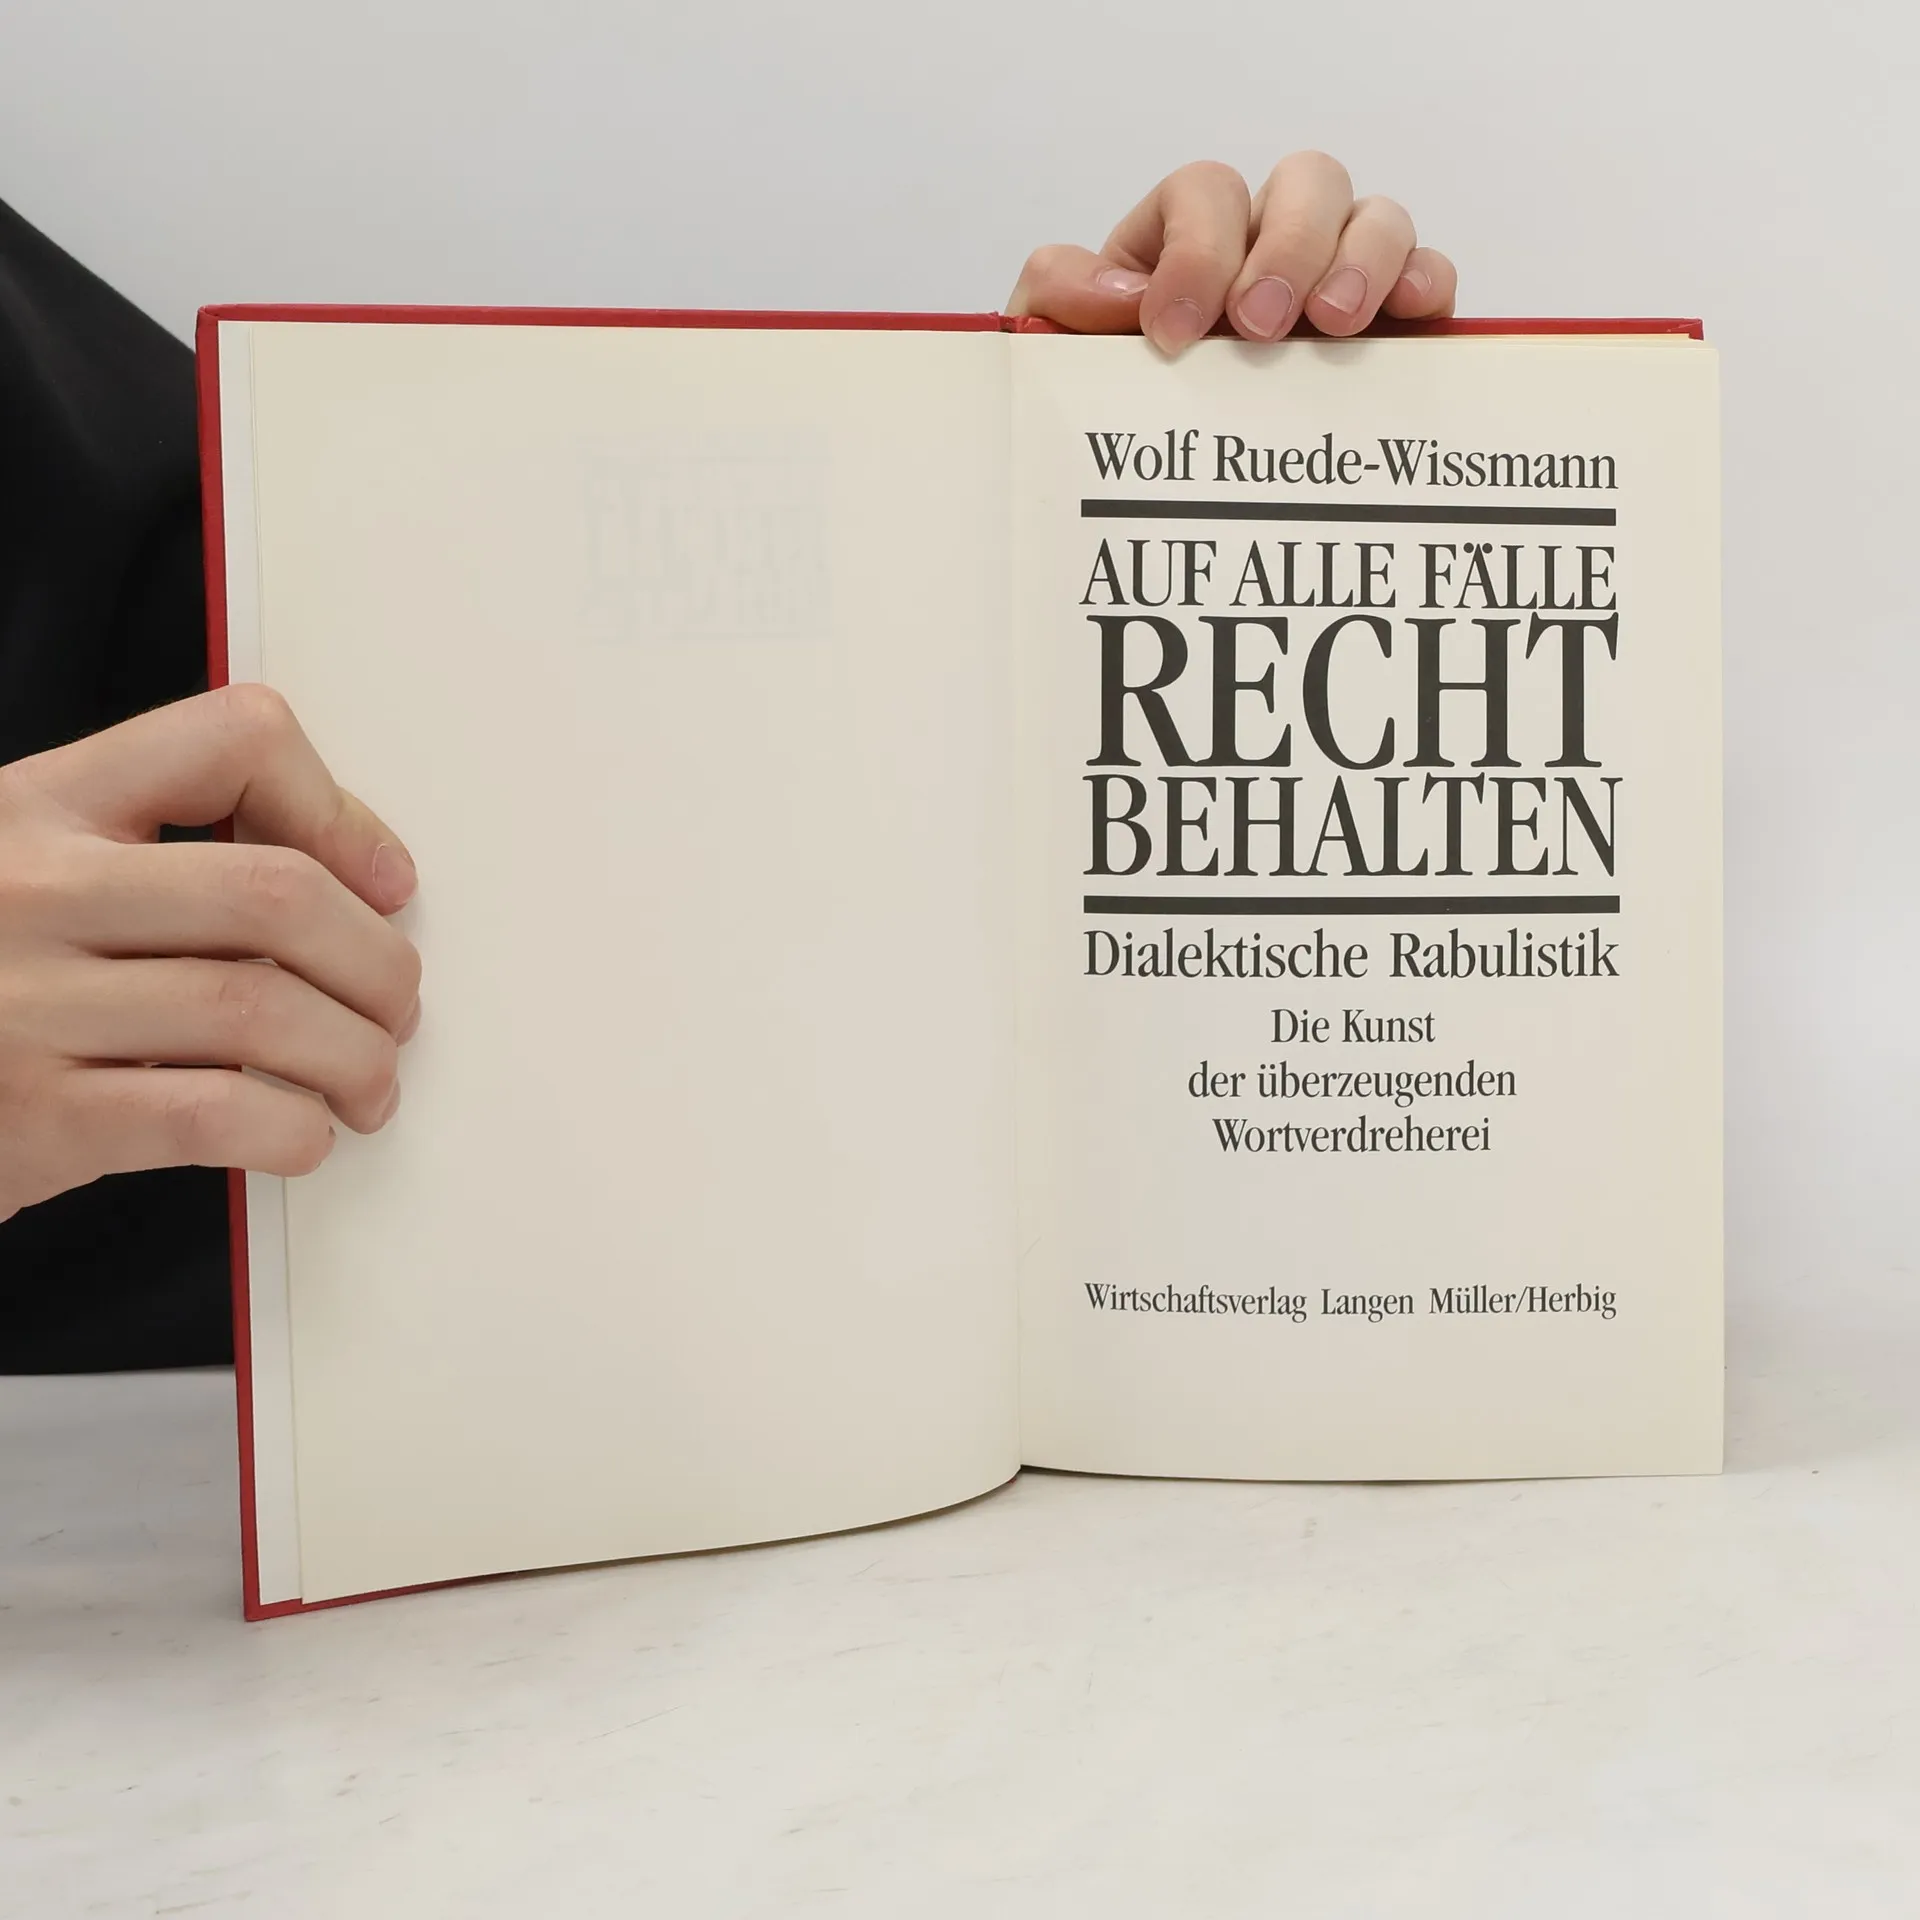 Wolf Ruede-Wissmann
AUF ALLE FÄLLE
RECHT
BEHALTEN
Dialektische Rabulistik
Die Kunst
der überzeugenden
Wortverdreherei
Wirtschaftsverlag Langen Müller/Herbig